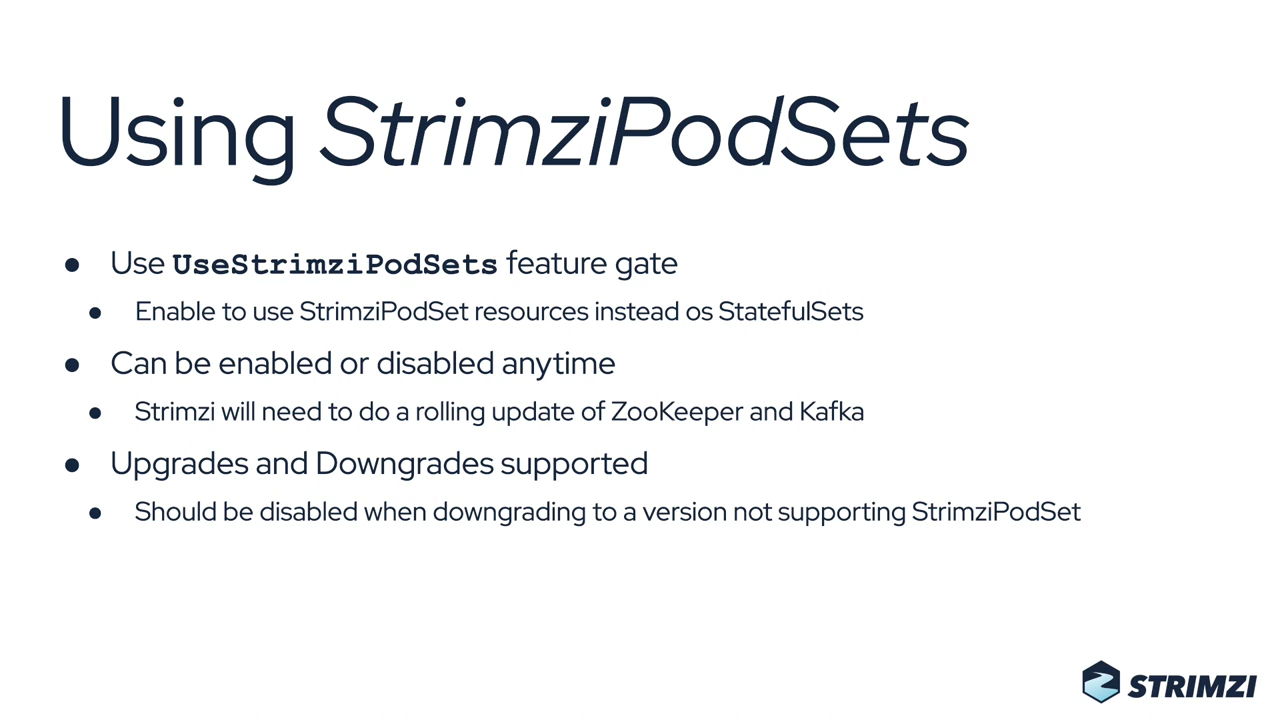 Using StrimziPodSets
● Use UseStrimziPodSets feature gate
● Enable to use StrimziPodSet resources instead os StatefulSets
● Can be enabled or disabled anytime
● Strimzi will need to do a rolling update of ZooKeeper and Kafka
● Upgrades and Downgrades supported
● Should be disabled when downgrading to a version not supporting StrimziPodSet
STRIMZI